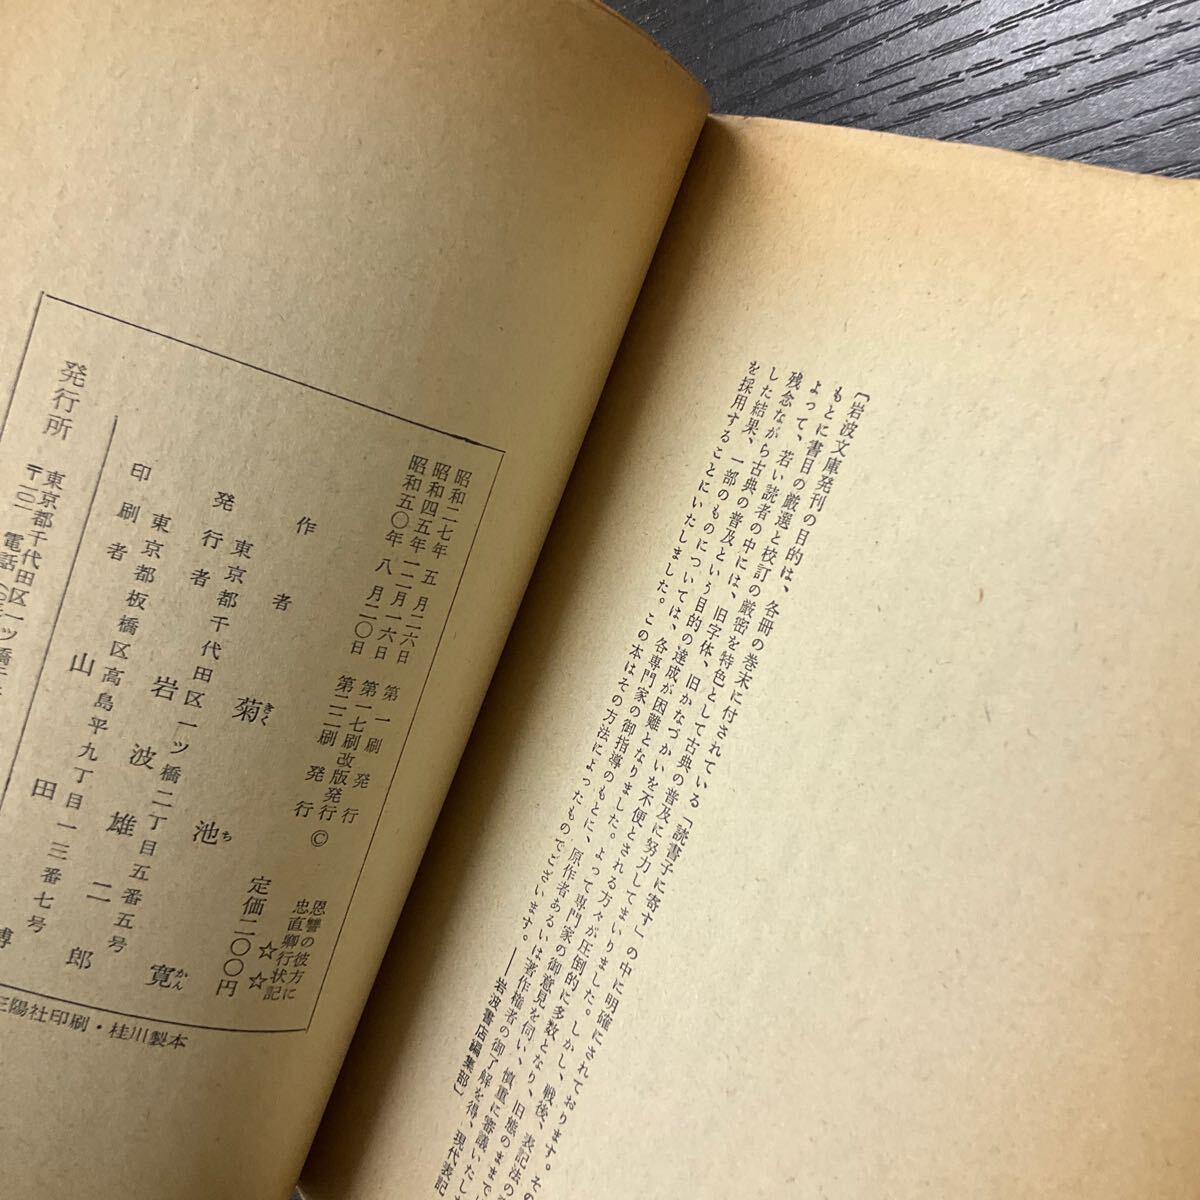 〔岩波文庫発刊の目的は、各冊の巻末に付されている「読書子に寄す」の中に明確にされております。その
もとに書目の厳選と校訂の厳密を特色として古典の普及に努力してまいりました。しかし、戦後、表記法の
よって、若い読者の中には、旧字体、旧かなづかいを不便とされる方々が圧倒的に多数となり、旧態のままで
残念ながら古典の普及という目的の達成が困難となりました。よって専門家の御意見を伺い、慎重に審議いたし
した結果、一部のものについては、各専門家の御指導のもとに、原作者あるいは著作権者の御了解を得、現代表記
を採用することにいたしました。この本はその方法によったものでございます。――岩波書店編集部〕
恩讐の彼方に
忠直卿行状記
☆☆
定価二〇〇円
昭和二七年五月二六日 第一刷発行
昭和四五年一二月一六日 第一七刷改版発行
昭和五〇年八月二〇日 第二二刷発行 ©
作者 菊池寛
きくちかん
東京都千代田区一ツ橋二丁目五番五号
発行者 岩波雄二郎
東京都板橋区高島平九丁目一三番七号
印刷者 山田博
〒101 東京都千代田区一ツ橋
発行所
電話
陽社印刷・桂川製本